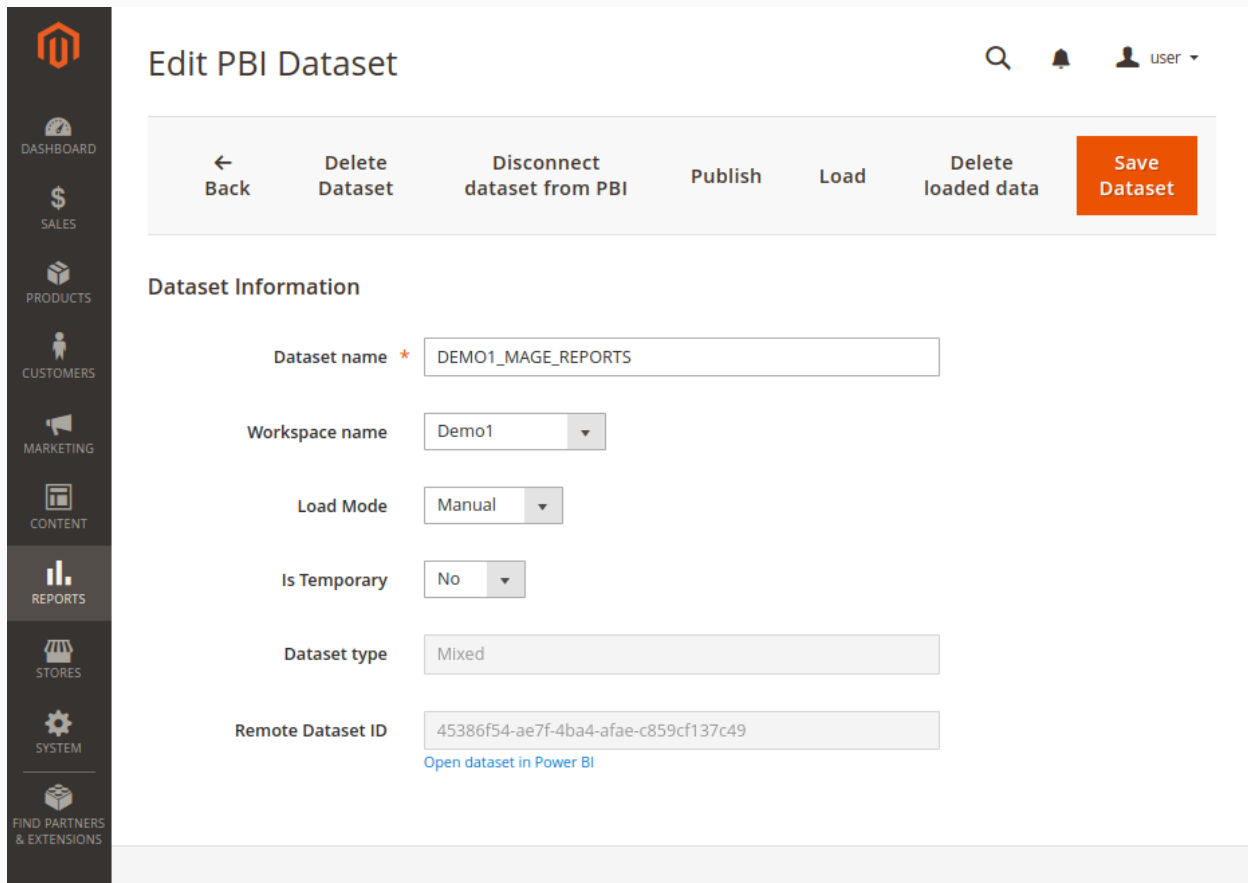 Edit PBI Dataset
user
DASHBOARD
SALES
PRODUCTS
CUSTOMERS
MARKETING
CONTENT
REPORTS
STORES
SYSTEM
FIND PARTNERS
& EXTENSIONS
← Back
Delete
Dataset
Disconnect
dataset from PBI
Publish
Load
Delete
loaded data
Save
Dataset
Dataset Information
Dataset name * DEMO1_MAGE_REPORTS
Workspace name Demo1
Load Mode Manual
Is Temporary No
Dataset type Mixed
Remote Dataset ID 45386f54-ae7f-4ba4-afae-c859cf137c49
Open dataset in Power BI